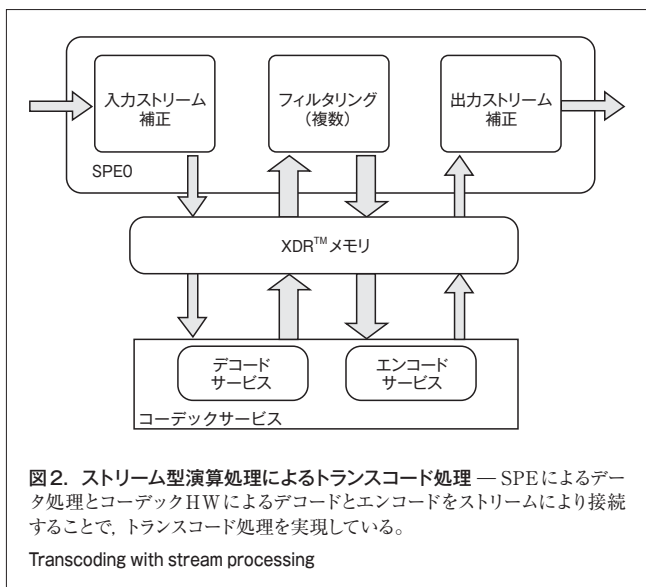 入力ストリーム
補正
フィルタリング
（複数）
出力ストリーム
補正
SPE0
XDR™ メモリ
デコード
サービス
エンコード
サービス
コーデックサービス
図2．ストリーム型演算処理によるトランスコード処理 — SPEによるデー
タ処理とコーデックHWによるデコードとエンコードをストリームにより接続
することで，トランスコード処理を実現している。
Transcoding with stream processing